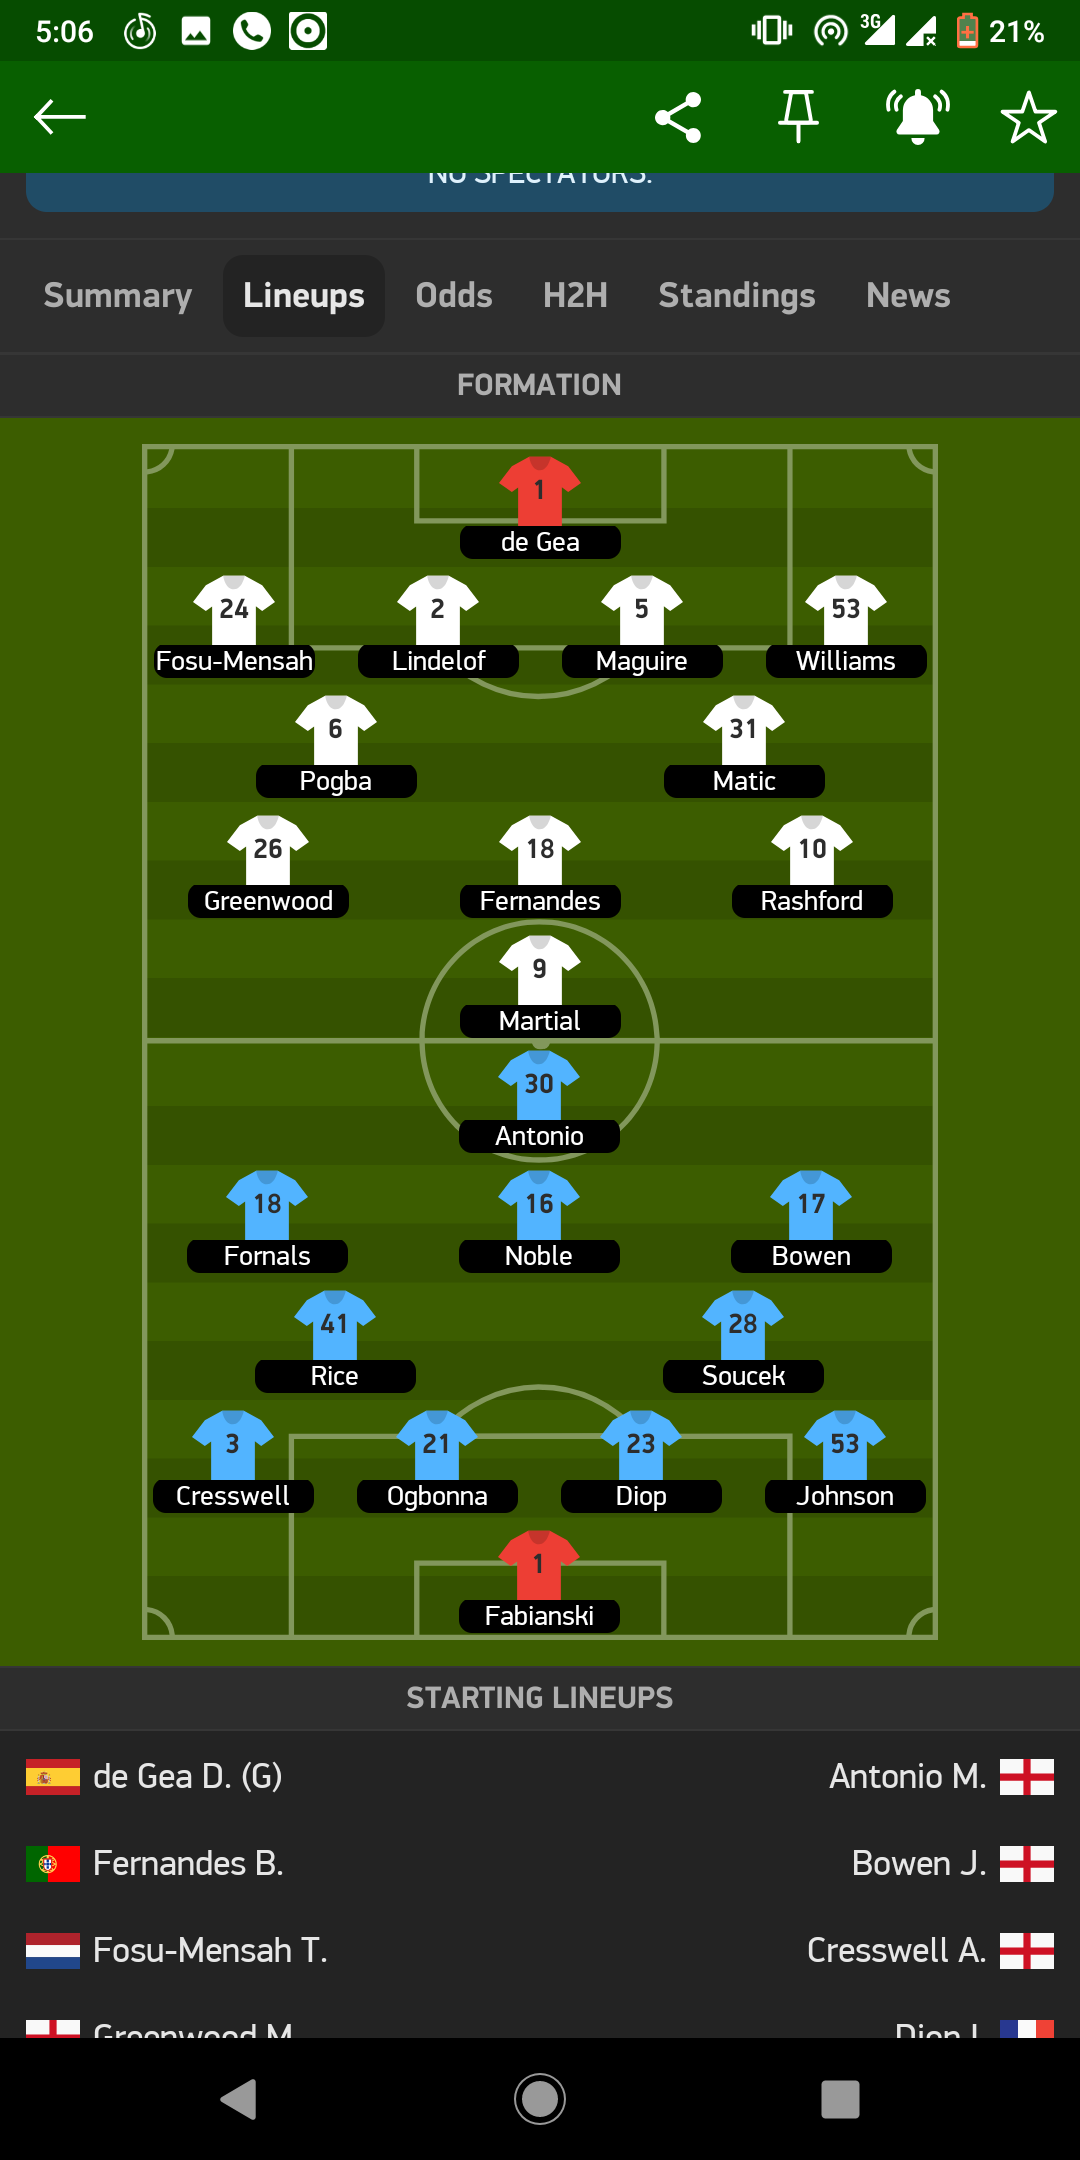 5:06 3G 21%
NO SPECTATORS.
Summary Lineups Odds H2H Standings News
FORMATION
1
de Gea
24 2 5 53
Fosu-Mensah Lindelof Maguire Williams
6 31
Pogba Matic
26 18 10
Greenwood Fernandes Rashford
9
Martial
30
Antonio
18 16 17
Fornals Noble Bowen
41 28
Rice Soucek
3 21 23 53
Cresswell Ogbonna Diop Johnson
1
Fabianski
STARTING LINEUPS
de Gea D. (G) Antonio M.
Fernandes B. Bowen J.
Fosu-Mensah T. Cresswell A.
Greenwood M. Diop I.